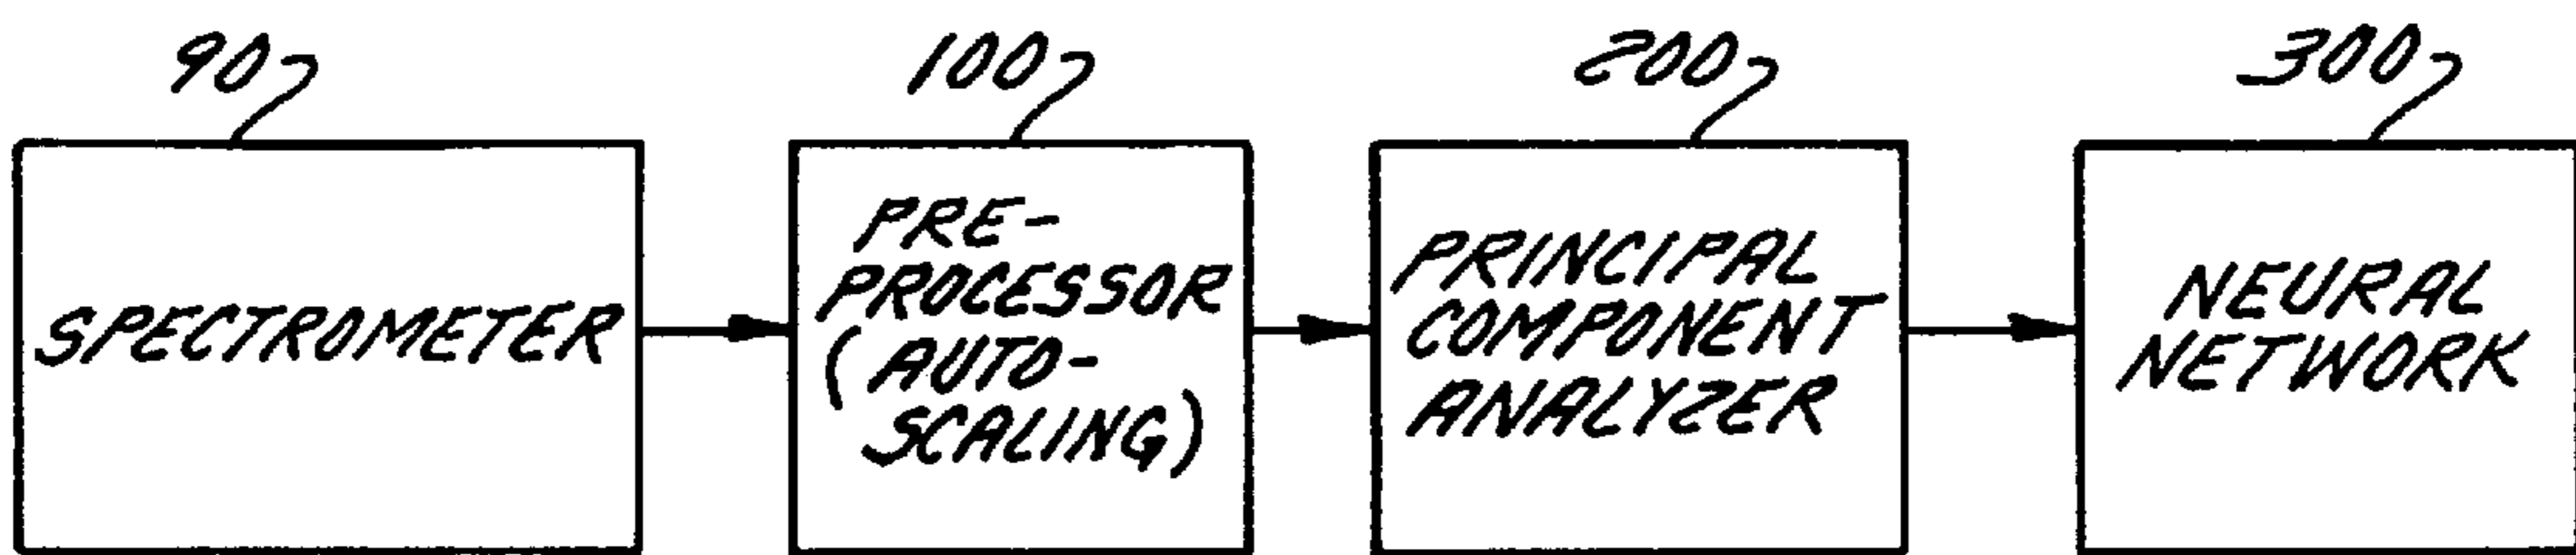 90
100
200
300
SPECTROMETER
PRE-
PROCESSOR
(AUTO-
SCALING)
PRINCIPAL
COMPONENT
ANALYZER
NEURAL
NETWORK